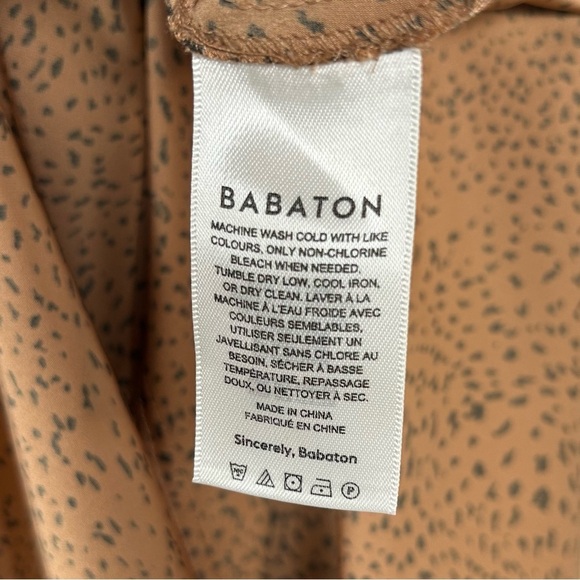 BABATON
MACHINE WASH COLD WITH LIKE
COLOURS, ONLY NON-CHLORINE
BLEACH WHEN NEEDED.
TUMBLE DRY LOW, COOL IRON,
OR DRY CLEAN. LAVER À LA
MACHINE À L'EAU FROIDE AVEC
COULEURS SEMBLABLES,
UTILISER SEULEMENT UN
JAVELLISANT SANS CHLORE AU
BESOIN, SÉCHER À BASSE
TEMPÉRATURE, REPASSAGE
DOUX, OU NETTOYER À SEC.
MADE IN CHINA
FABRIQUÉ EN CHINE
Sincerely, Babaton
P